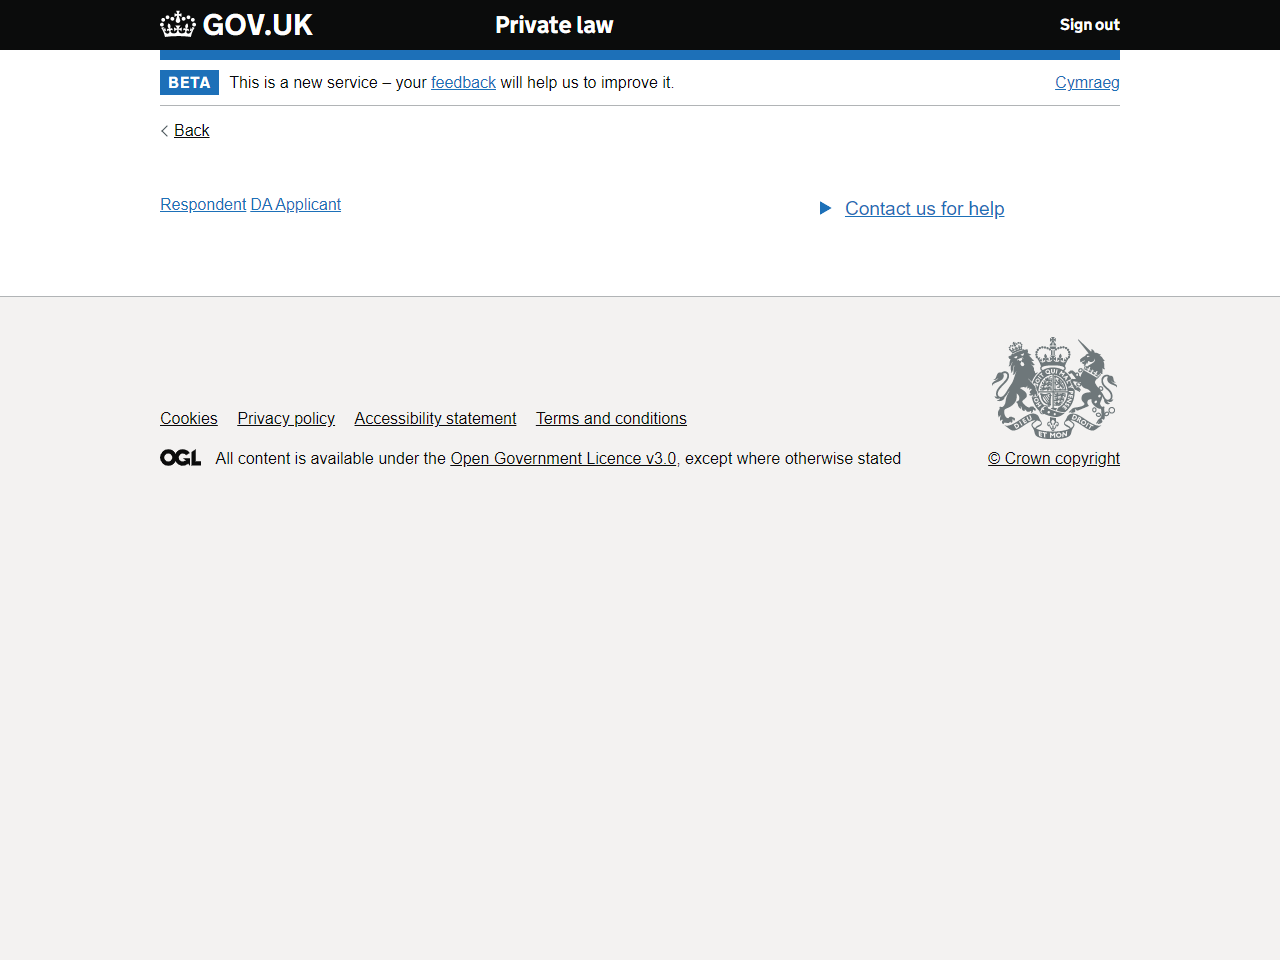 GOV.UK
Private law
Sign out
BETA
This is a new service – your feedback will help us to improve it.
Cymraeg
Back
Respondent DA Applicant
Contact us for help
Cookies Privacy policy Accessibility statement Terms and conditions
OGL All content is available under the Open Government Licence v3.0, except where otherwise stated
© Crown copyright